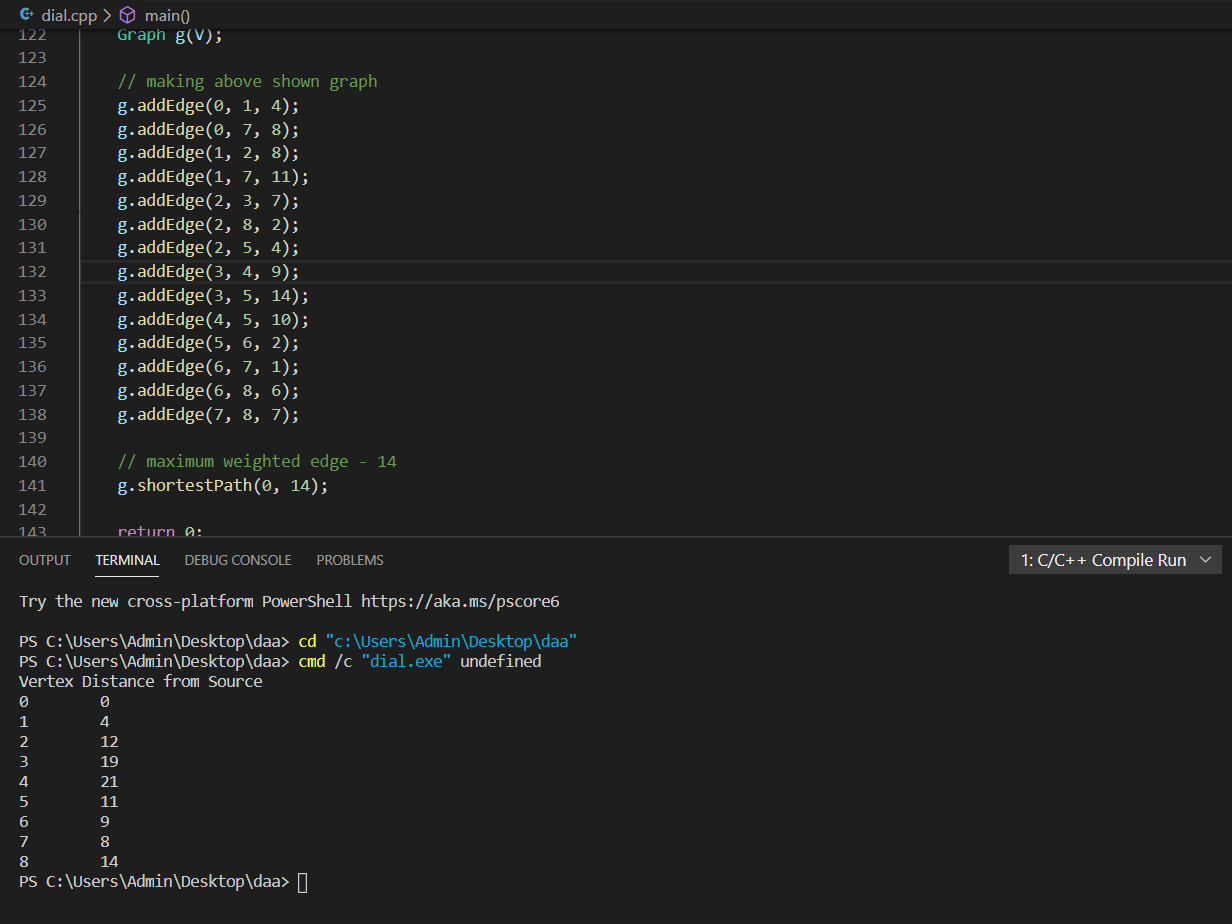 dial.cpp > main()
122 Graph g(V);
123
124 // making above shown graph
125 g.addEdge(0, 1, 4);
126 g.addEdge(0, 7, 8);
127 g.addEdge(1, 2, 8);
128 g.addEdge(1, 7, 11);
129 g.addEdge(2, 3, 7);
130 g.addEdge(2, 8, 2);
131 g.addEdge(2, 5, 4);
132 g.addEdge(3, 4, 9);
133 g.addEdge(3, 5, 14);
134 g.addEdge(4, 5, 10);
135 g.addEdge(5, 6, 2);
136 g.addEdge(6, 7, 1);
137 g.addEdge(6, 8, 6);
138 g.addEdge(7, 8, 7);
139
140 // maximum weighted edge - 14
141 g.shortestPath(0, 14);
142
143 return 0;
OUTPUT TERMINAL DEBUG CONSOLE PROBLEMS 1: C/C++ Compile Run
Try the new cross-platform PowerShell https://aka.ms/pscore6
PS C:\Users\Admin\Desktop\daa> cd "c:\Users\Admin\Desktop\daa"
PS C:\Users\Admin\Desktop\daa> cmd /c "dial.exe" undefined
Vertex Distance from Source
0 0
1 4
2 12
3 19
4 21
5 11
6 9
7 8
8 14
PS C:\Users\Admin\Desktop\daa>